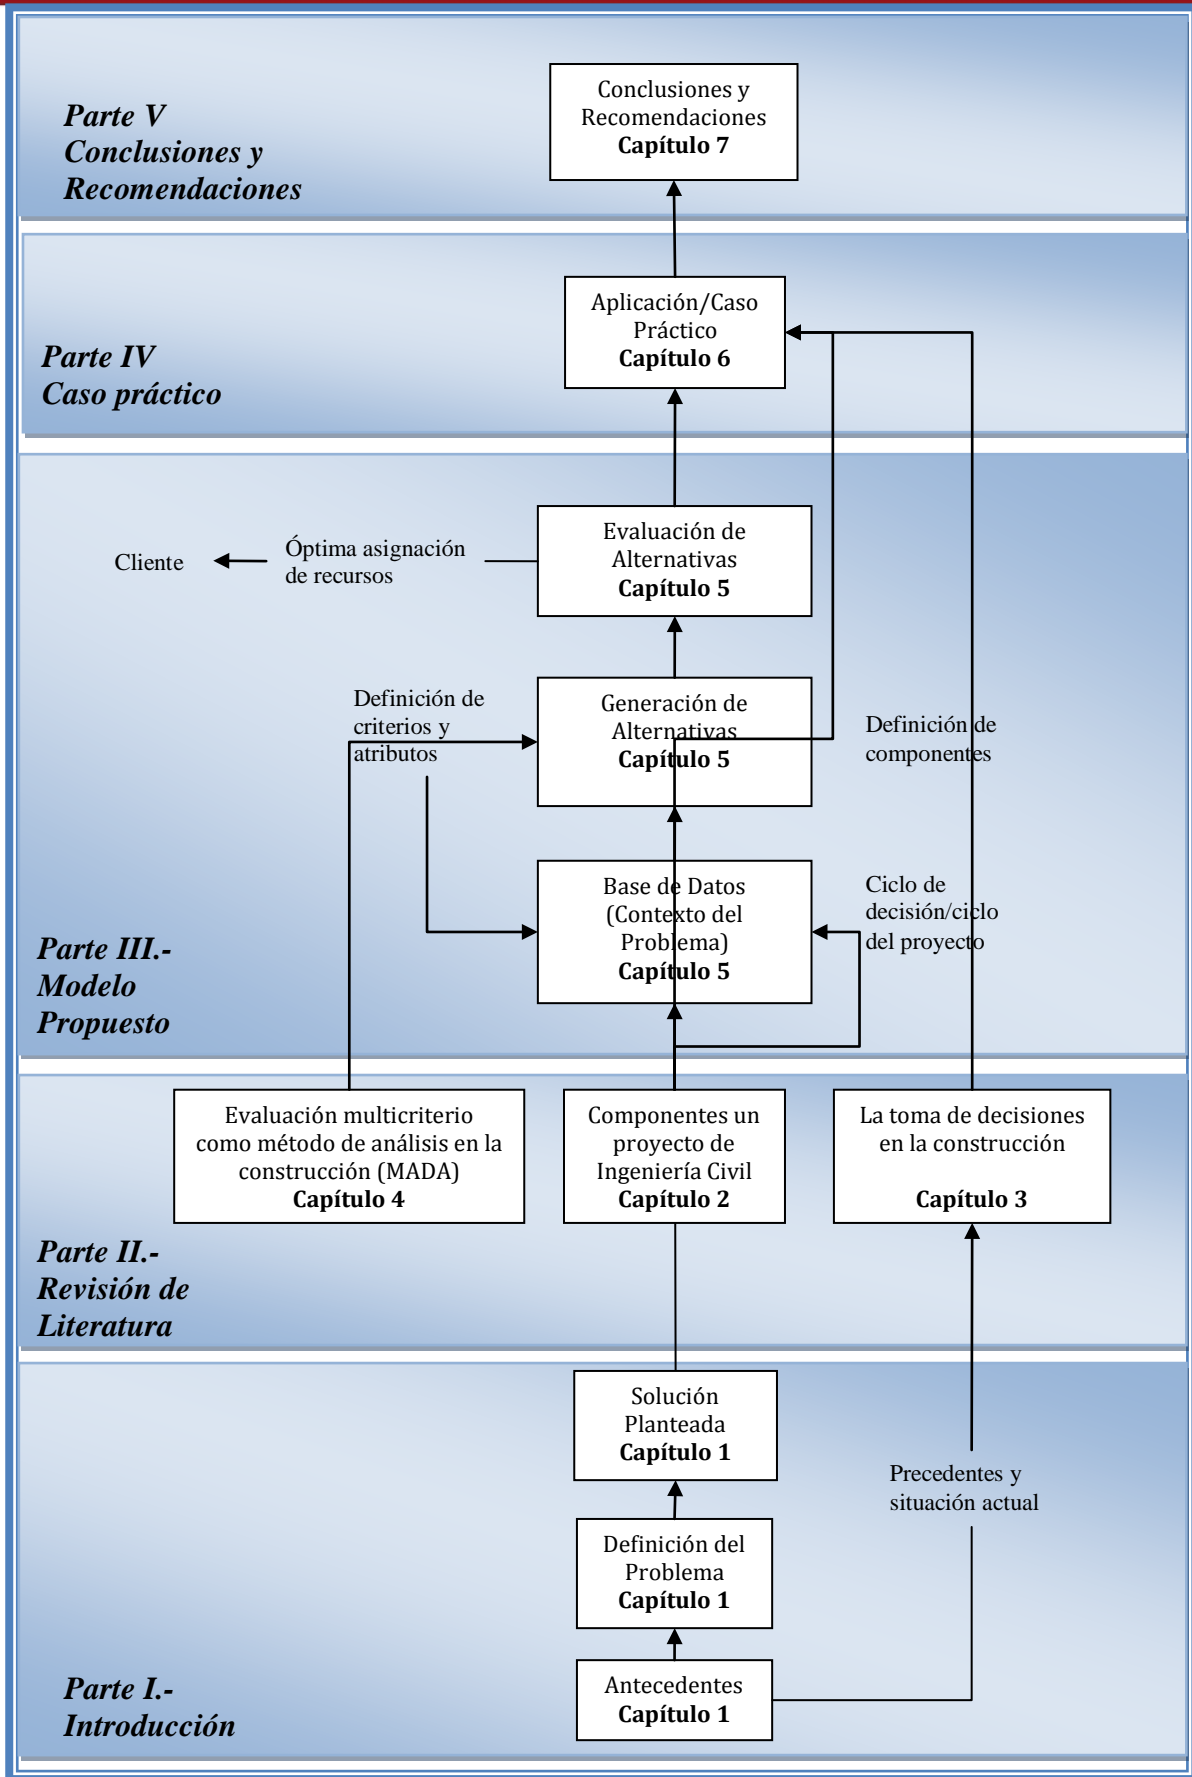 Parte V
Conclusiones y
Recomendaciones
Conclusiones y
Recomendaciones
Capítulo 7
Parte IV
Caso práctico
Aplicación/Caso
Práctico
Capítulo 6
Cliente
Óptima asignación
de recursos
Evaluación de
Alternativas
Capítulo 5
Definición de
criterios y
atributos
Generación de
Alternativas
Capítulo 5
Definición de
componentes
Base de Datos
(Contexto del
Problema)
Capítulo 5
Ciclo de
decisión/ciclo
del proyecto
Parte III.-
Modelo
Propuesto
Evaluación multicriterio
como método de análisis en la
construcción (MADA)
Capítulo 4
Componentes un
proyecto de
Ingeniería Civil
Capítulo 2
La toma de decisiones
en la construcción
Capítulo 3
Parte II.-
Revisión de
Literatura
Solución
Planteada
Capítulo 1
Precedentes y
situación actual
Definición del
Problema
Capítulo 1
Antecedentes
Capítulo 1
Parte I.-
Introducción